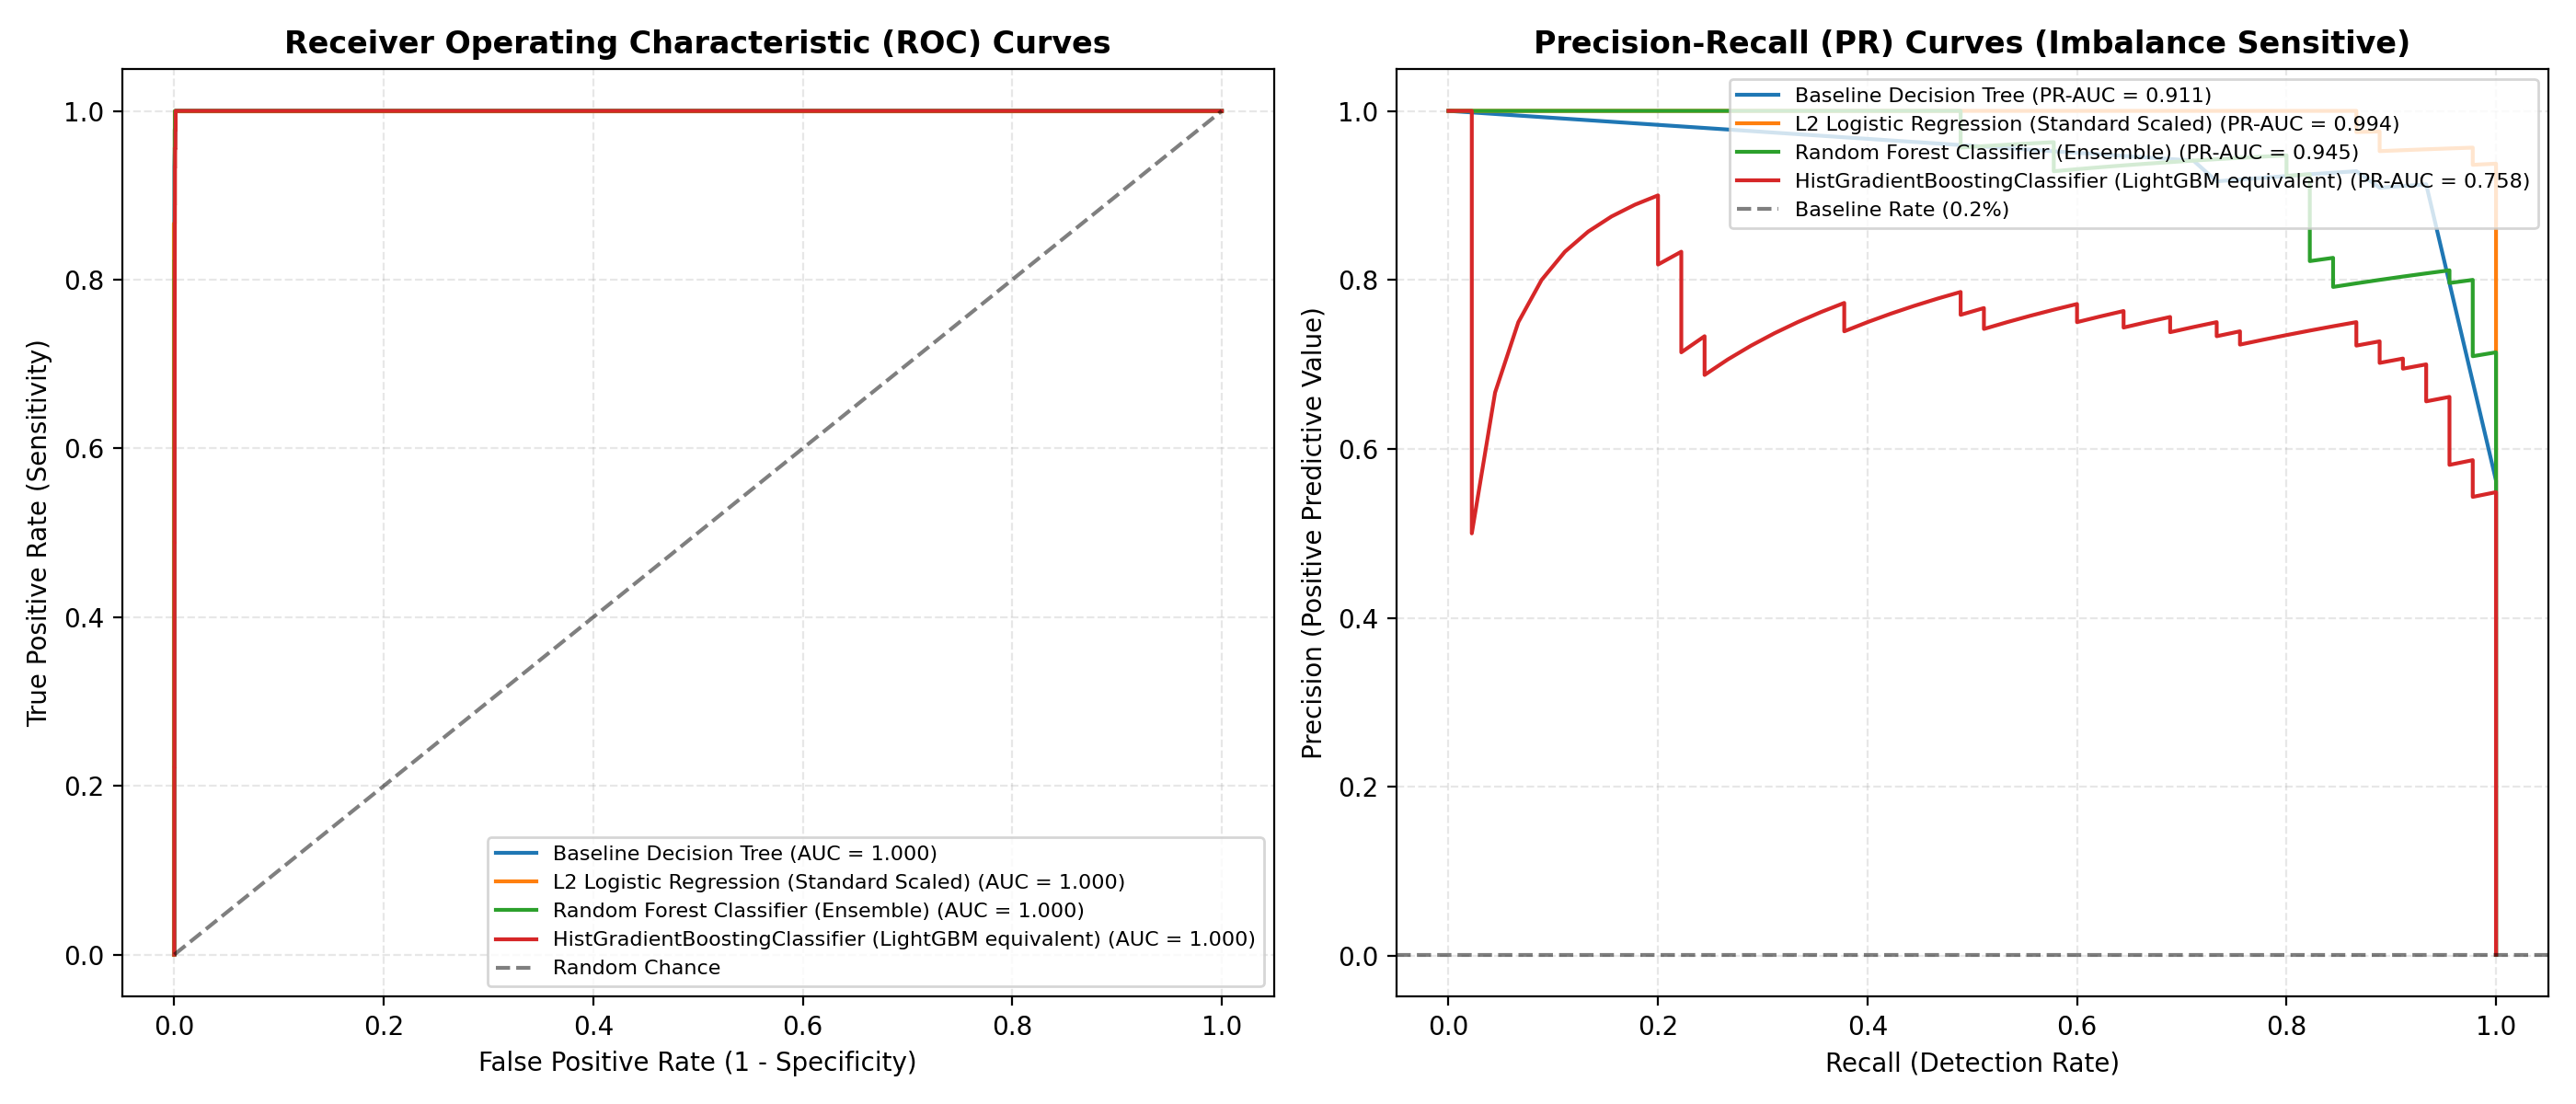 Receiver Operating Characteristic (ROC) Curves
True Positive Rate (Sensitivity)
1.0
0.8
0.6
0.4
0.2
0.0
Baseline Decision Tree (AUC = 1.000)
L2 Logistic Regression (Standard Scaled) (AUC = 1.000)
Random Forest Classifier (Ensemble) (AUC = 1.000)
HistGradientBoostingClassifier (LightGBM equivalent) (AUC = 1.000)
Random Chance
0.0 0.2 0.4 0.6 0.8 1.0
False Positive Rate (1 - Specificity)
Precision-Recall (PR) Curves (Imbalance Sensitive)
Precision (Positive Predictive Value)
1.0
0.8
0.6
0.4
0.2
0.0
Baseline Decision Tree (PR-AUC = 0.911)
L2 Logistic Regression (Standard Scaled) (PR-AUC = 0.994)
Random Forest Classifier (Ensemble) (PR-AUC = 0.945)
HistGradientBoostingClassifier (LightGBM equivalent) (PR-AUC = 0.758)
Baseline Rate (0.2%)
0.0 0.2 0.4 0.6 0.8 1.0
Recall (Detection Rate)